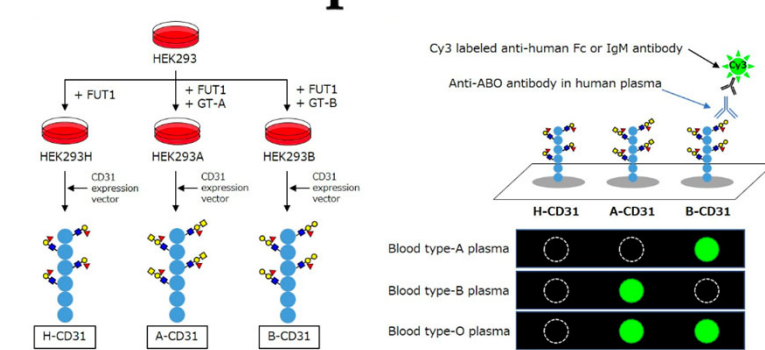 HEK293
+ FUT1
+ FUT1
+ GT-A
+ FUT1
+ GT-B
HEK293H
HEK293A
HEK293B
CD31
expression
vector
CD31
expression
vector
CD31
expression
vector
H-CD31
A-CD31
B-CD31
Cy3 labeled anti-human Fc or IgM antibody
Cy3
Anti-ABO antibody in human plasma
H-CD31
A-CD31
B-CD31
Blood type-A plasma
Blood type-B plasma
Blood type-O plasma